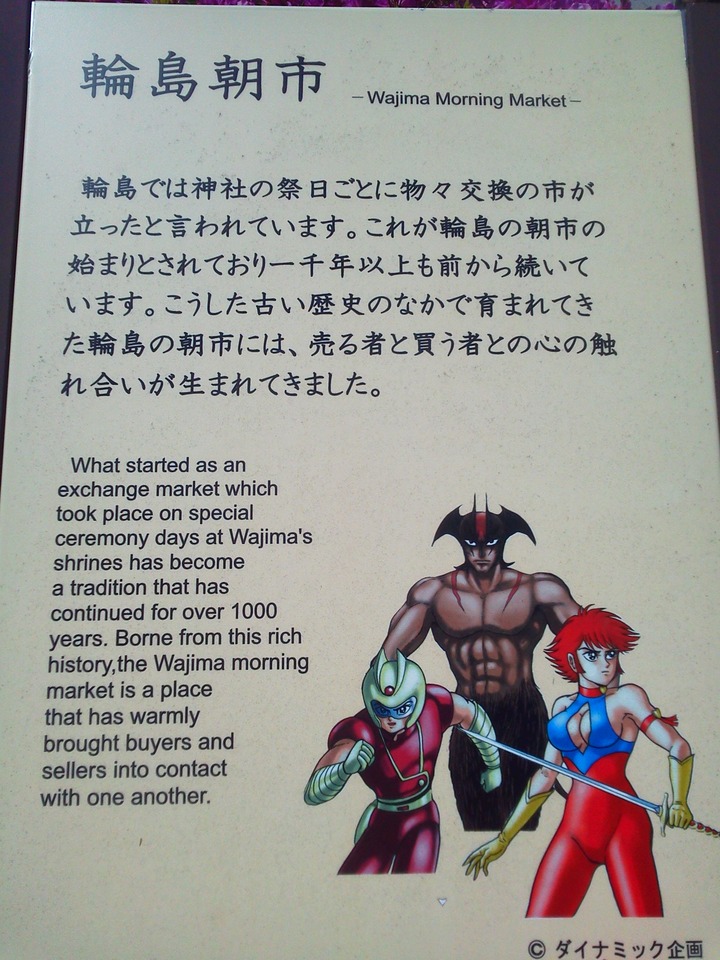 輪島朝市
－Wajima Morning Market－
輪島では神社の祭日ごとに物々交換の市が
立ったと言われています。これが輪島の朝市の
始まりとされており一千年以上も前から続いて
います。こうした古い歴史のなかで育まれてき
た輪島の朝市には、売る者と買う者との心の触
れ合いが生まれてきました。
What started as an
exchange market which
took place on special
ceremony days at Wajima's
shrines has become
a tradition that has
continued for over 1000
years. Borne from this rich
history,the Wajima morning
market is a place
that has warmly
brought buyers and
sellers into contact
with one another.
© ダイナミック企画